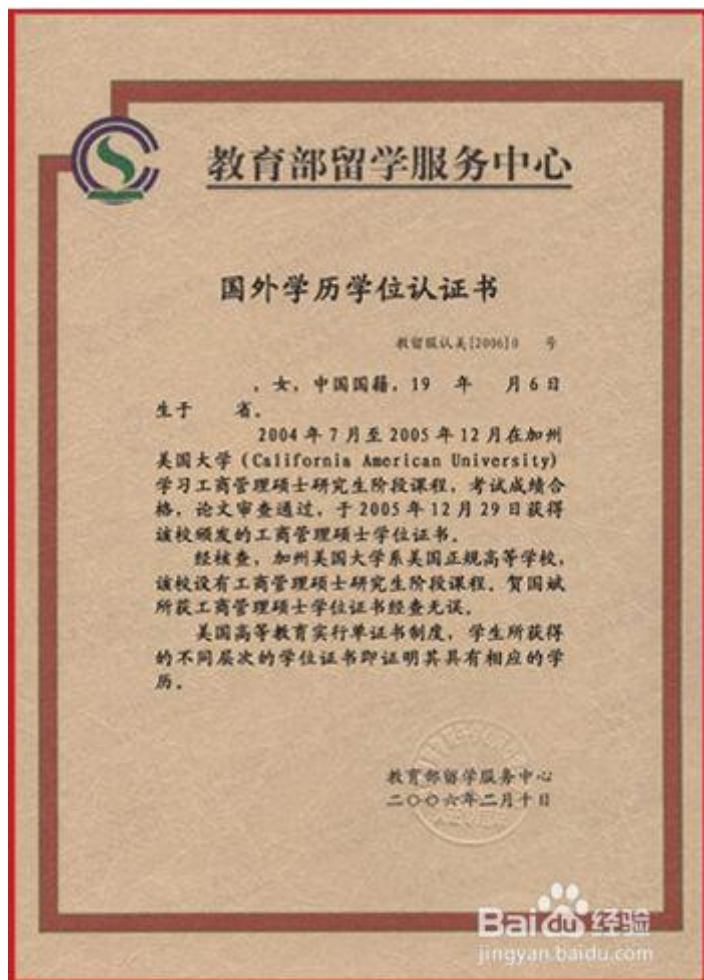 教育部留学服务中心
国外学历学位认证书
教留服认美[2006]0 号
，女，中国国籍，19 年 月6日
生于 省。
2004年7月至2005年12月在加州
美国大学(California American University)
学习工商管理硕士研究生阶段课程，考试成绩合
格，论文审查通过，于2005年12月29日获得
该校颁发的工商管理硕士学位证书。
经核查，加州美国大学系美国正规高等学校，
该校设有工商管理硕士研究生阶段课程。贺国斌
所获工商管理硕士学位证书经查无误。
美国高等教育实行单证书制度，学生所获得
的不同层次的学位证书即证明其具有相应的学
历。
教育部留学服务中心
二〇〇六年二月十日
Baidu 经验
jingyan.baidu.com